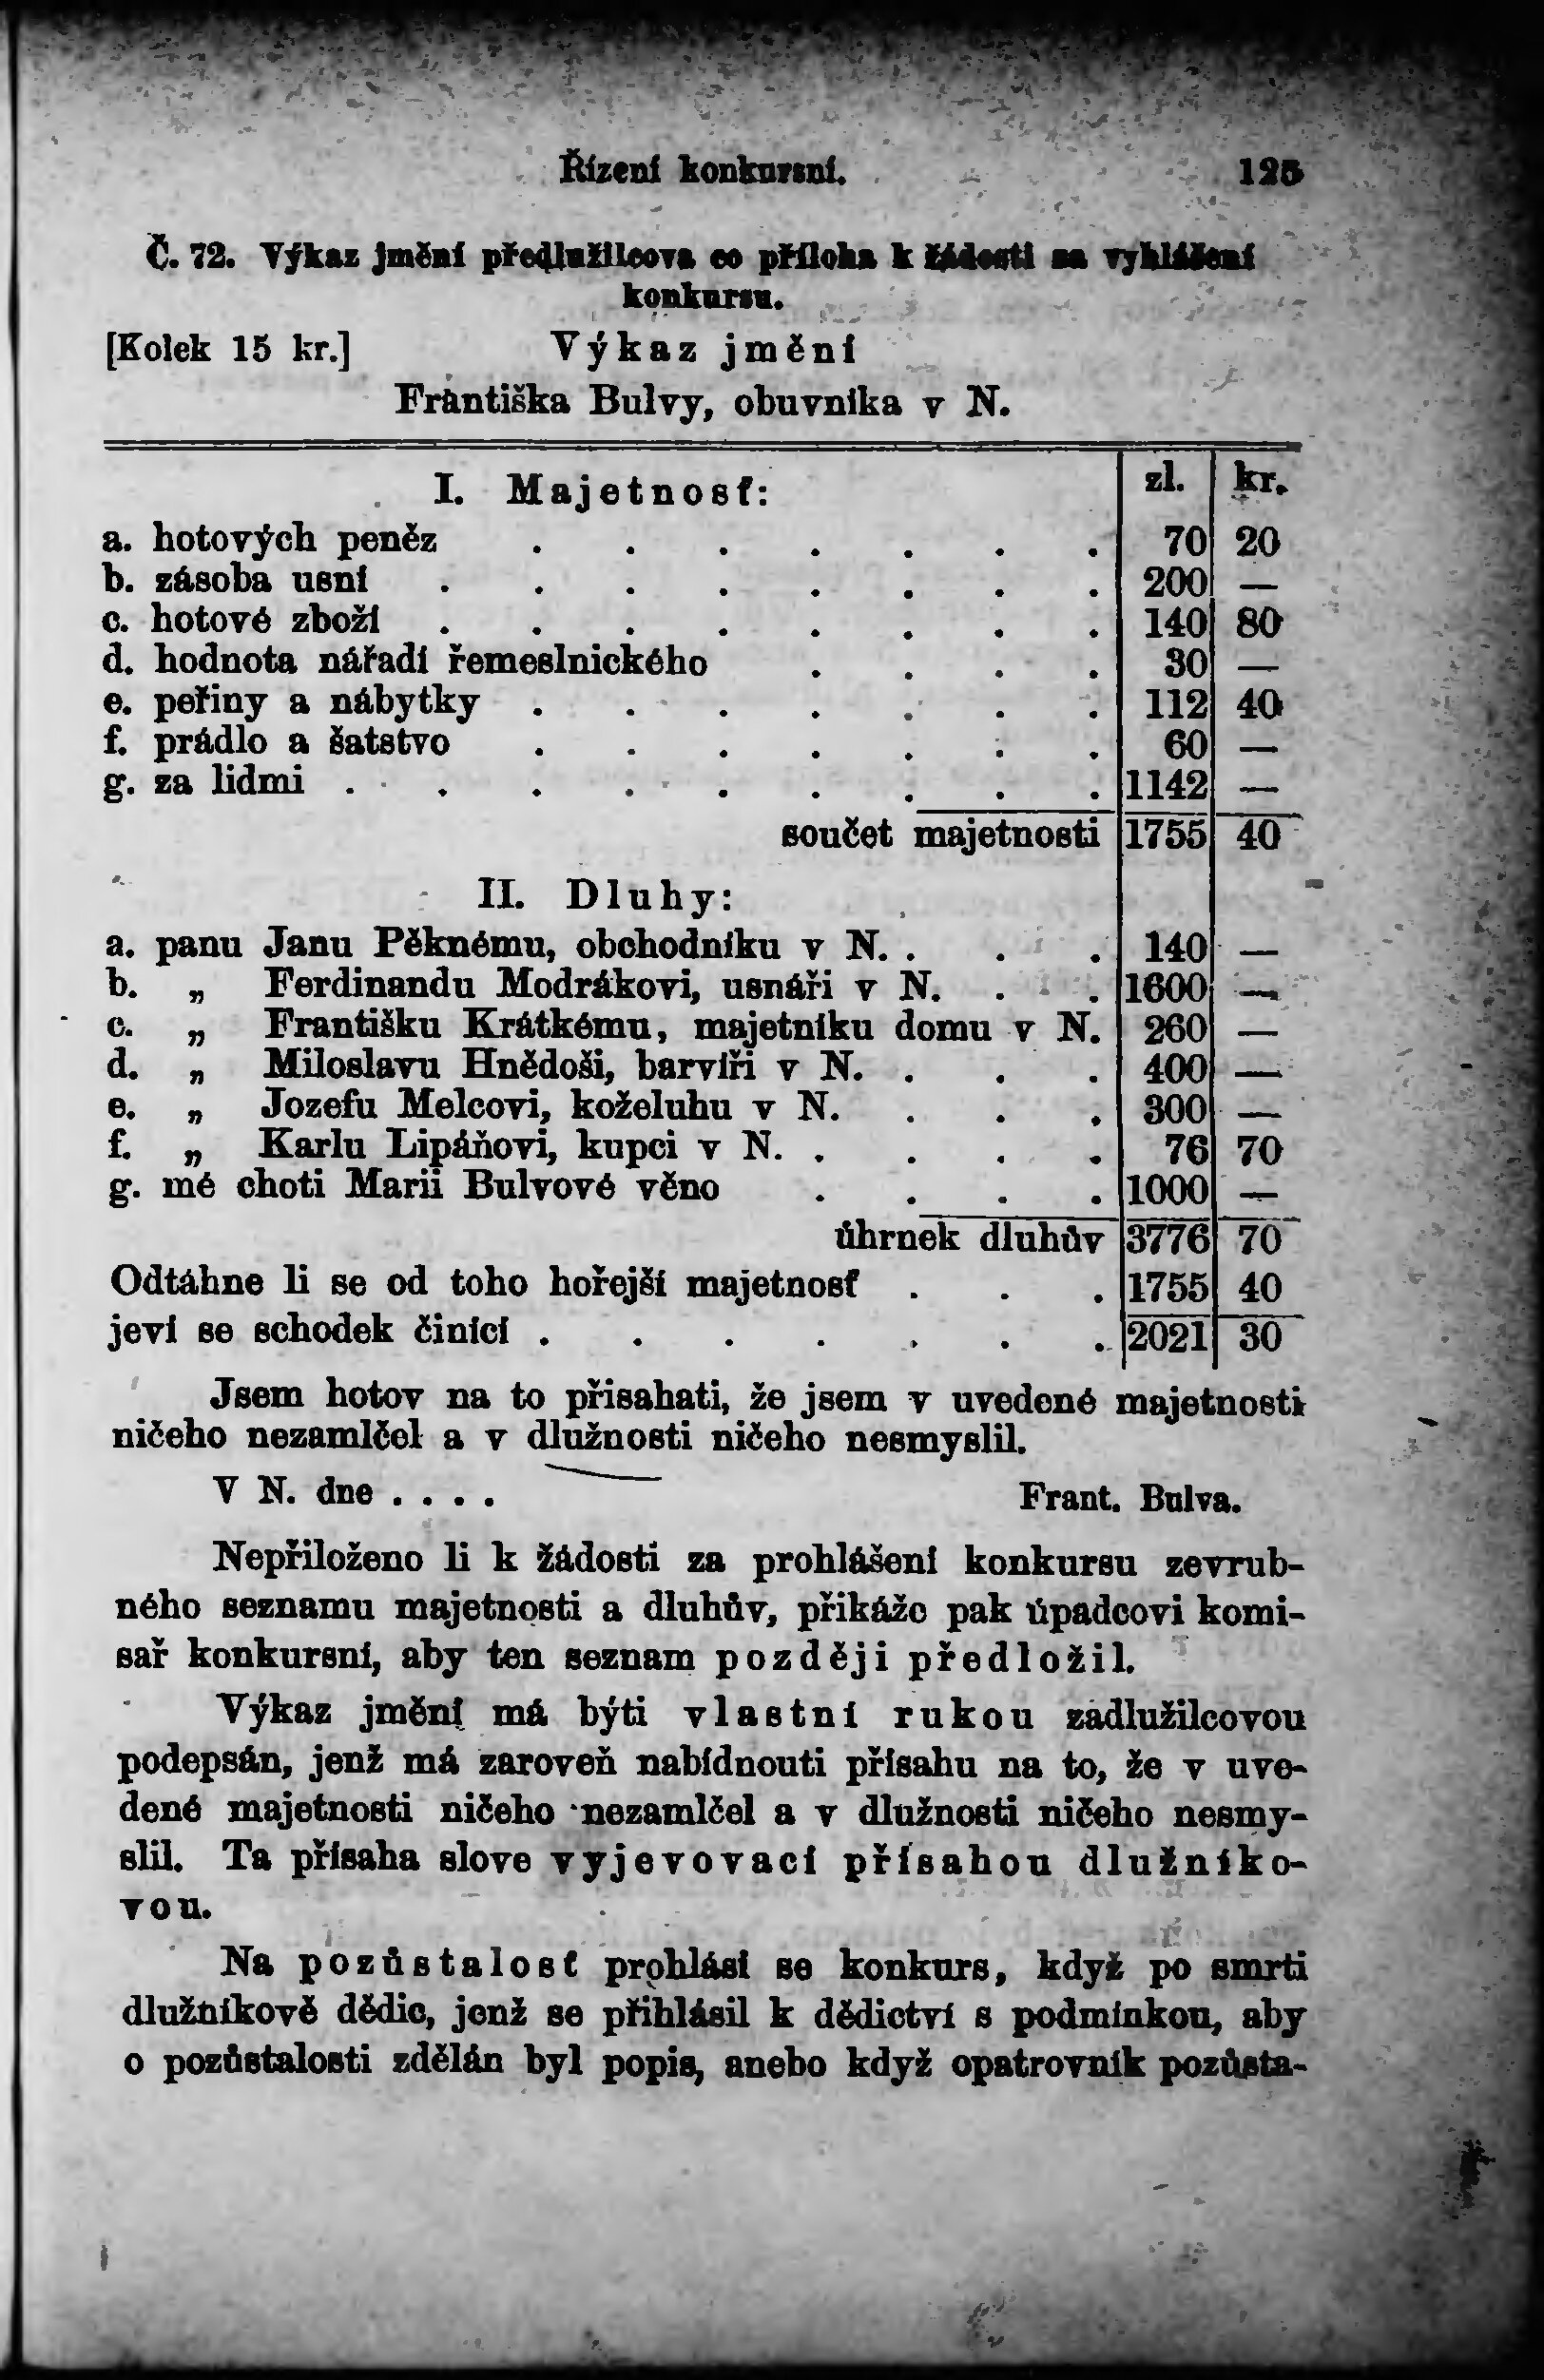 Řízení konkursní. 125
Č. 72. Výkaz jmění předlužilcova co příloha k žádosti za vyhlášení
konkursu.
[Kolek 15 kr.] Výkaz jmění
Františka Bulvy, obuvníka v N.
I. Majetnosť: zl. kr.
a. hotových peněz . . . . . . . 70 20
b. zásoba usní . . . . . . . . 200 —
c. hotové zboží . . . . . . . . 140 80
d. hodnota nářadí řemeslnického . . . . 30 —
e. peřiny a nábytky . . . . . . . 112 40
f. prádlo a šatstvo . . . . . . . 60 —
g. za lidmi . . . . . . . . . 1142 —
součet majetnosti 1755 40
II. Dluhy:
a. panu Janu Pěknému, obchodníku v N. . . . 140 —
b. „ Ferdinandu Modrákovi, usnáři v N. . . . 1600 —
c. „ Františku Krátkému, majetníku domu v N. 260 —
d. „ Miloslavu Hnědoši, barvíři v N. . . . 400 —
e. „ Jozefu Melcovi, koželuhu v N. . . . 300 —
f. „ Karlu Lipáňovi, kupci v N. . . . . 76 70
g. mé choti Marii Bulvové věno . . . . 1000 —
úhrnek dluhův 3776 70
Odtáhne li se od toho hořejší majetnosť . . . 1755 40
jeví se schodek činící . . . . . . . 2021 30
Jsem hotov na to přisahati, že jsem v uvedené majetnosti
ničeho nezamlčel a v dlužnosti ničeho nesmyslil.
V N. dne . . . . Frant. Bulva.
Nepřiloženo li k žádosti za prohlášení konkursu zevrub-
ného seznamu majetnosti a dluhův, přikáže pak úpadcovi komi-
sař konkursní, aby ten seznam později předložil.
Výkaz jmění má býti vlastní rukou zadlužilcovou
podepsán, jenž má zaroveň nabídnouti přísahu na to, že v uve-
dené majetnosti ničeho nezamlčel a v dlužnosti ničeho nesmy-
slil. Ta přísaha slove vyjevovací přísahou dlužníko-
vou.
Na pozůstalosť prohlásí se konkurs, když po smrti
dlužníkově dědic, jenž se přihlásil k dědictví s podmínkou, aby
o pozůstalosti zdělán byl popis, anebo když opatrovník pozůsta-